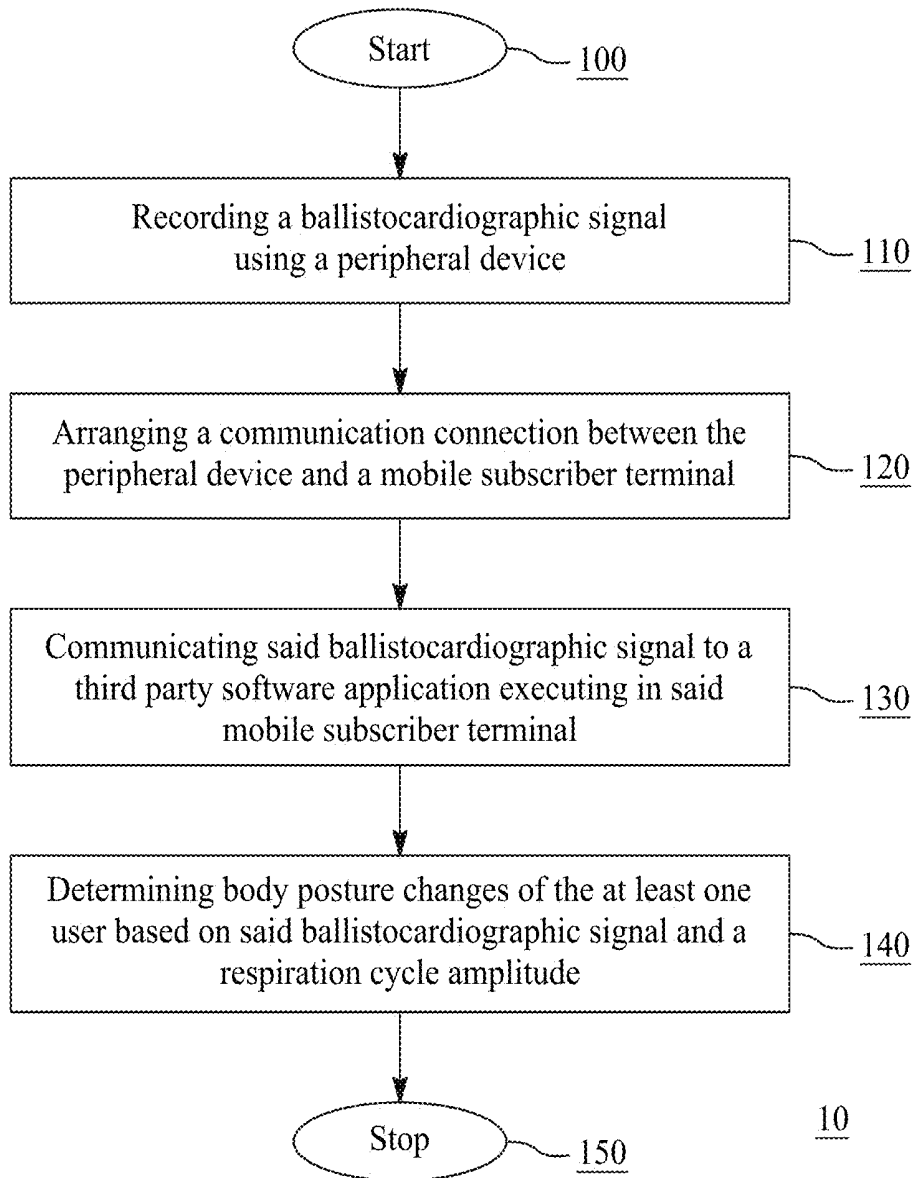 Start
100
Recording a ballistocardiographic signal
using a peripheral device
110
Arranging a communication connection between the
peripheral device and a mobile subscriber terminal
120
Communicating said ballistocardiographic signal to a
third party software application executing in said
mobile subscriber terminal
130
Determining body posture changes of the at least one
user based on said ballistocardiographic signal and a
respiration cycle amplitude
140
Stop
150
10